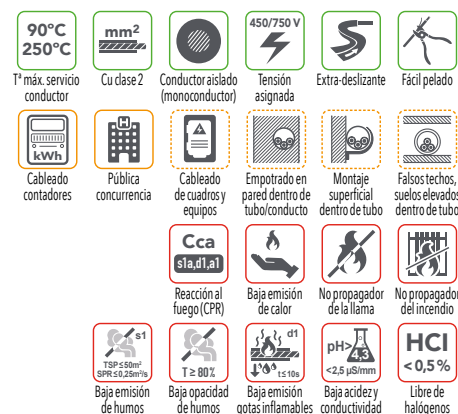 90°C
250°C
mm²
450/750 V
Tª máx. servicio
conductor
Cu clase 2
Conductor aislado
(monoconductor)
Tensión
asignada
Extra-deslizante
Fácil pelado
kWh
H
Cableado
contadores
Pública
concurrencia
Cableado
de cuadros y
equipos
Empotrado en
pared dentro de
tubo/conducto
Montaje
superficial
dentro de tubo
Falsos techos,
suelos elevados
dentro de tubo
Cca
s1a,d1,a1
Reacción al
fuego (CPR)
Baja emisión
de calor
No propagador
de la llama
No propagador
del incendio
s1
TSP≤50m²
SPR≤0,25m²/s
T ≥ 80%
d1
t≤10s
pH>
4,3
<2,5 µS/mm
HCl
< 0,5 %
Baja emisión
de humos
Baja opacidad
de humos
Baja emisión
gotas inflamables
Baja acidez y
conductividad
Libre de
halógenos